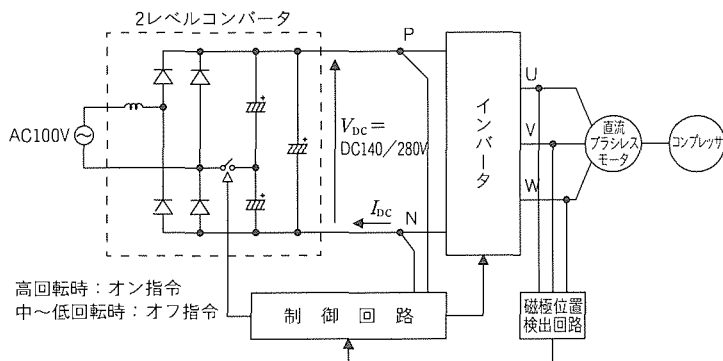 2レベルコンバータ
AC100V
P
V_DC＝
DC140／280V
I_DC
N
インバータ
U
V
W
直流
ブラシレス
モータ
コンプレッサ
高回転時：オン指令
中〜低回転時：オフ指令
制御回路
磁極位置
検出回路